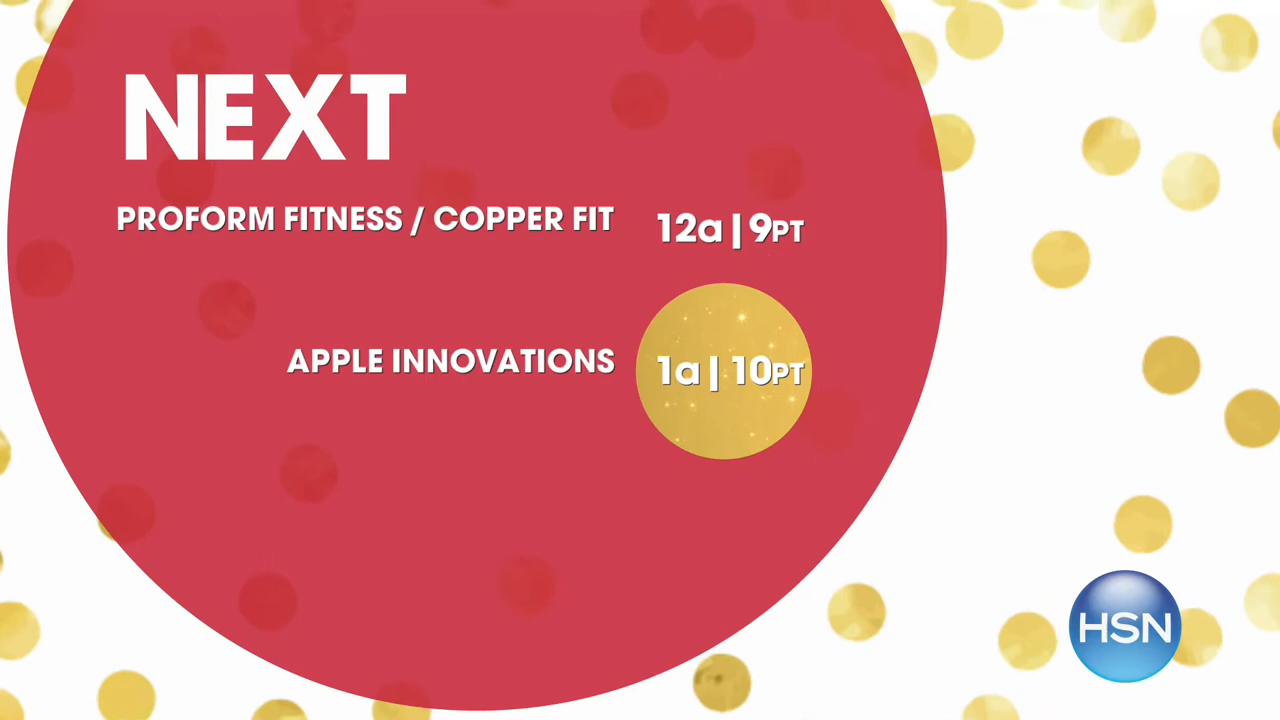 NEXT
PROFORM FITNESS / COPPER FIT 12a | 9PT
APPLE INNOVATIONS 1a | 10PT
HSN